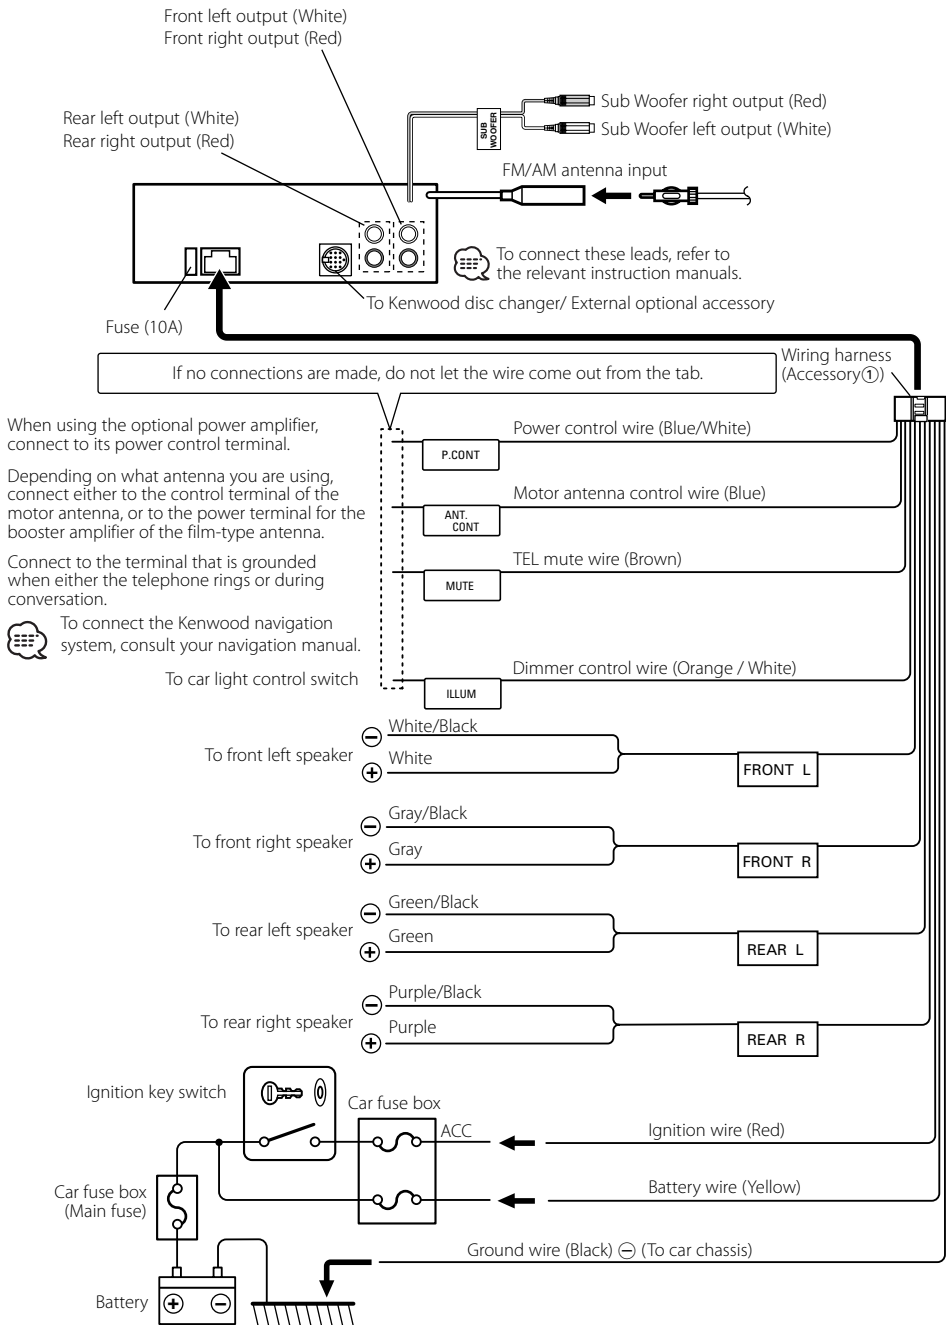 Front left output (White)
Front right output (Red)
Sub Woofer right output (Red)
Rear left output (White)
Rear right output (Red)
SUB
WOOFER
Sub Woofer left output (White)
FM/AM antenna input
To connect these leads, refer to
the relevant instruction manuals.
To Kenwood disc changer/ External optional accessory
Fuse (10A)
Wiring harness
(Accessory①)
If no connections are made, do not let the wire come out from the tab.
When using the optional power amplifier,
connect to its power control terminal.
Power control wire (Blue/White)
P.CONT
Depending on what antenna you are using,
connect either to the control terminal of the
motor antenna, or to the power terminal for the
booster amplifier of the film-type antenna.
Motor antenna control wire (Blue)
ANT.
CONT
Connect to the terminal that is grounded
when either the telephone rings or during
conversation.
TEL mute wire (Brown)
MUTE
To connect the Kenwood navigation
system, consult your navigation manual.
To car light control switch
Dimmer control wire (Orange / White)
ILLUM
White/Black
To front left speaker
White
FRONT L
Gray/Black
To front right speaker
Gray
FRONT R
Green/Black
To rear left speaker
Green
REAR L
Purple/Black
To rear right speaker
Purple
REAR R
Ignition key switch
Car fuse box
ACC
Ignition wire (Red)
Car fuse box
(Main fuse)
Battery wire (Yellow)
Ground wire (Black) ⊖ (To car chassis)
Battery